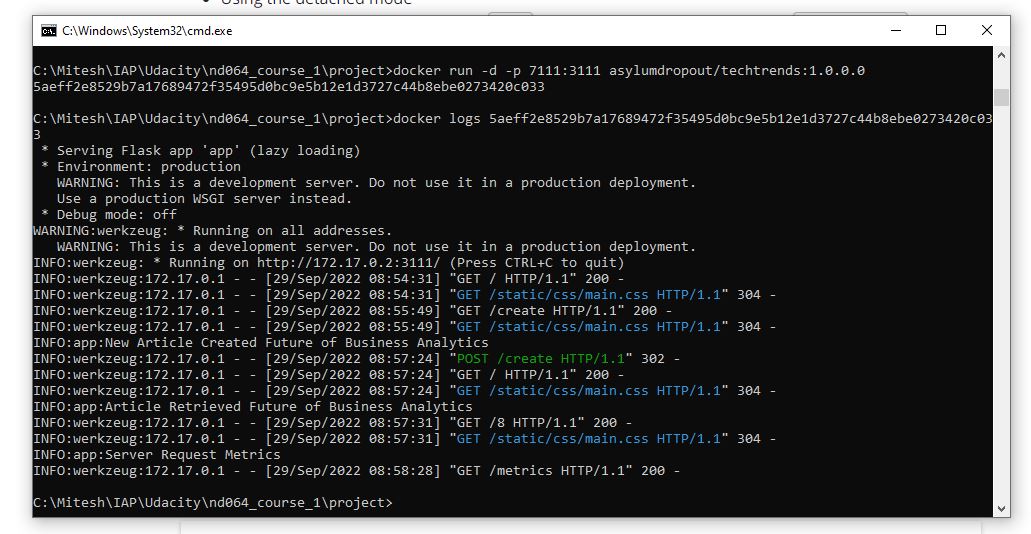 Using the detached mode
C:\Windows\System32\cmd.exe
C:\Mitesh\IAP\Udacity\nd064_course_1\project>docker run -d -p 7111:3111 asylumdropout/techtrends:1.0.0.0
5aeff2e8529b7a17689472f35495d0bc9e5b12e1d3727c44b8ebe0273420c033
C:\Mitesh\IAP\Udacity\nd064_course_1\project>docker logs 5aeff2e8529b7a17689472f35495d0bc9e5b12e1d3727c44b8ebe0273420c03
3
* Serving Flask app 'app' (lazy loading)
* Environment: production
WARNING: This is a development server. Do not use it in a production deployment.
Use a production WSGI server instead.
* Debug mode: off
WARNING:werkzeug: * Running on all addresses.
WARNING: This is a development server. Do not use it in a production deployment.
INFO:werkzeug: * Running on http://172.17.0.2:3111/ (Press CTRL+C to quit)
INFO:werkzeug:172.17.0.1 - - [29/Sep/2022 08:54:31] "GET / HTTP/1.1" 200 -
INFO:werkzeug:172.17.0.1 - - [29/Sep/2022 08:54:31] "GET /static/css/main.css HTTP/1.1" 304 -
INFO:werkzeug:172.17.0.1 - - [29/Sep/2022 08:55:49] "GET /create HTTP/1.1" 200 -
INFO:werkzeug:172.17.0.1 - - [29/Sep/2022 08:55:49] "GET /static/css/main.css HTTP/1.1" 304 -
INFO:app:New Article Created Future of Business Analytics
INFO:werkzeug:172.17.0.1 - - [29/Sep/2022 08:57:24] "POST /create HTTP/1.1" 302 -
INFO:werkzeug:172.17.0.1 - - [29/Sep/2022 08:57:24] "GET / HTTP/1.1" 200 -
INFO:werkzeug:172.17.0.1 - - [29/Sep/2022 08:57:24] "GET /static/css/main.css HTTP/1.1" 304 -
INFO:app:Article Retrieved Future of Business Analytics
INFO:werkzeug:172.17.0.1 - - [29/Sep/2022 08:57:31] "GET /8 HTTP/1.1" 200 -
INFO:werkzeug:172.17.0.1 - - [29/Sep/2022 08:57:31] "GET /static/css/main.css HTTP/1.1" 304 -
INFO:app:Server Request Metrics
INFO:werkzeug:172.17.0.1 - - [29/Sep/2022 08:58:28] "GET /metrics HTTP/1.1" 200 -
C:\Mitesh\IAP\Udacity\nd064_course_1\project>